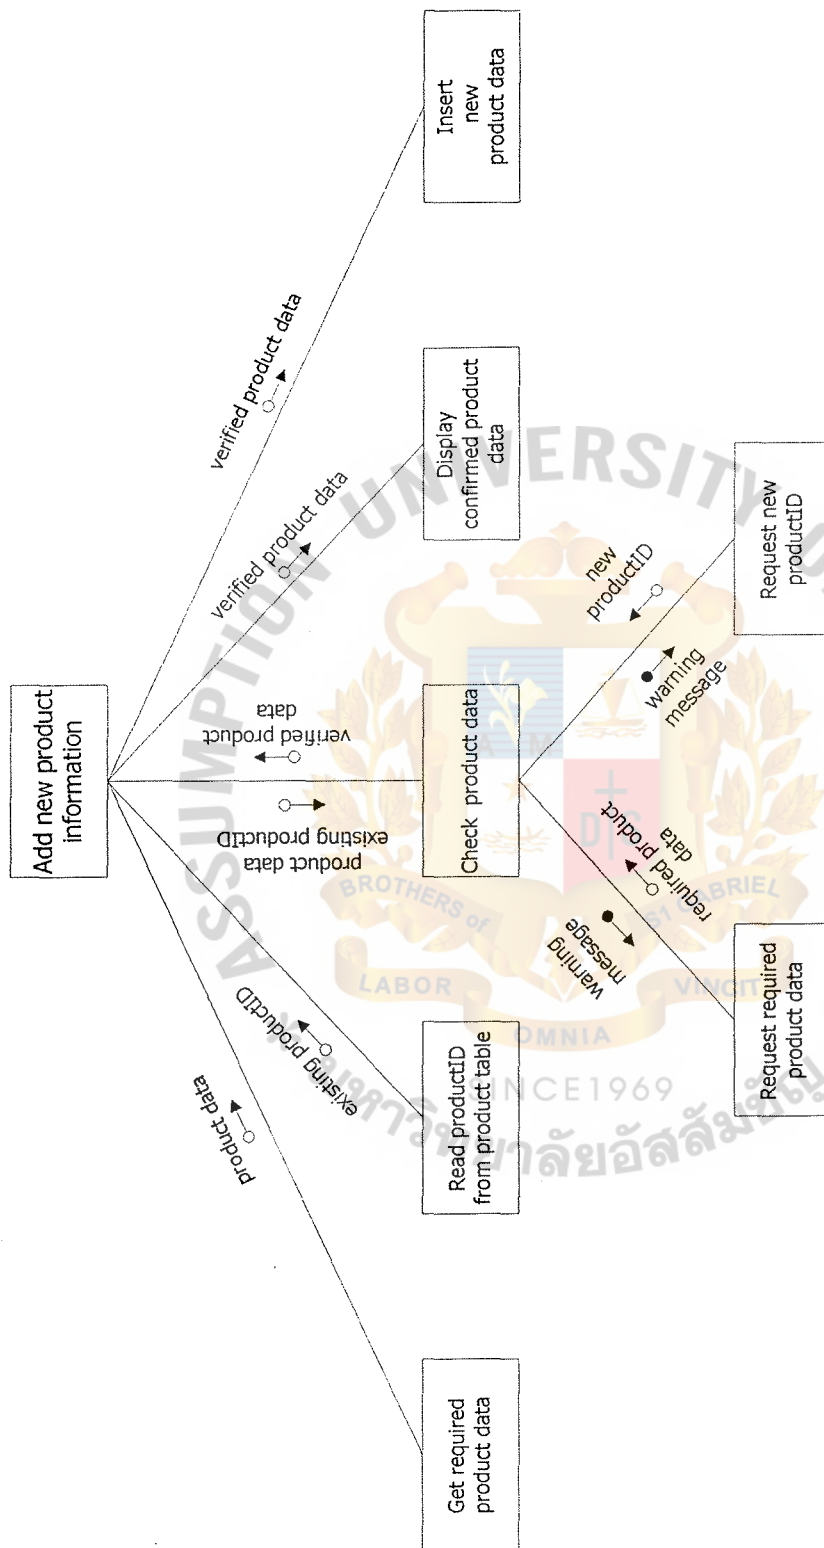 Add new product
information
product data
existing productID
product data
existing productID
verified product
data
verified product data
verified product data
Get required
product data
Read productID
from product table
Check product data
Display
confirmed product
data
Insert
new
product data
warning
message
required product
data
warning
message
new
productID
Request required
product data
Request new
productID
ASSUMPTION UNIVERSITY
BROTHERS of
GABRIEL
LABOR
OMNIA
VINCIT
SINCE1969
D S